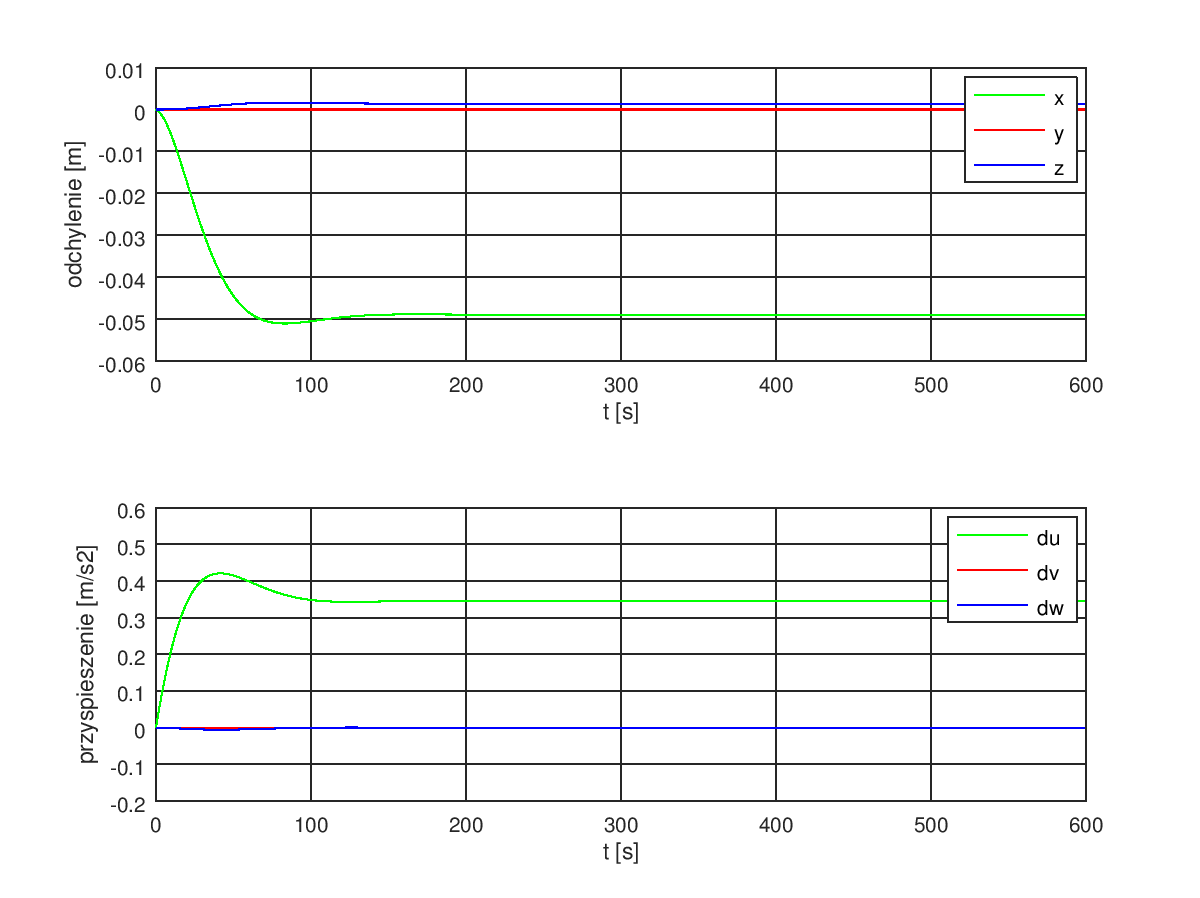 0.01
0
-0.01
-0.02
-0.03
-0.04
-0.05
-0.06
odchylenie [m]
0 100 200 300 400 500 600
t [s]
x
y
z
0.6
0.5
0.4
0.3
0.2
0.1
0
-0.1
-0.2
przyspieszenie [m/s2]
0 100 200 300 400 500 600
t [s]
du
dv
dw